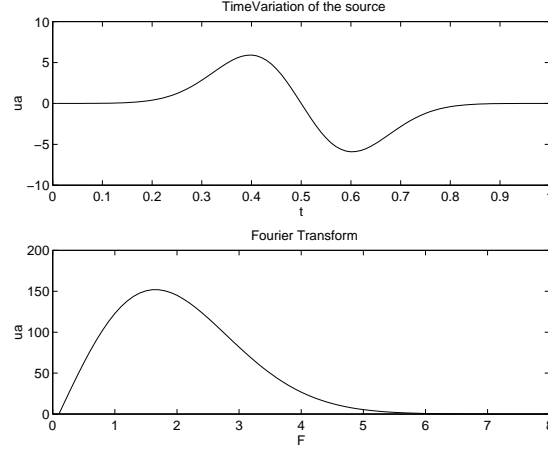 TimeVariation of the source
10
5
0
−5
−10
ua
0 0.1 0.2 0.3 0.4 0.5 0.6 0.7 0.8 0.9 1
t
Fourier Transform
200
150
100
50
0
ua
0 1 2 3 4 5 6 7 8
F